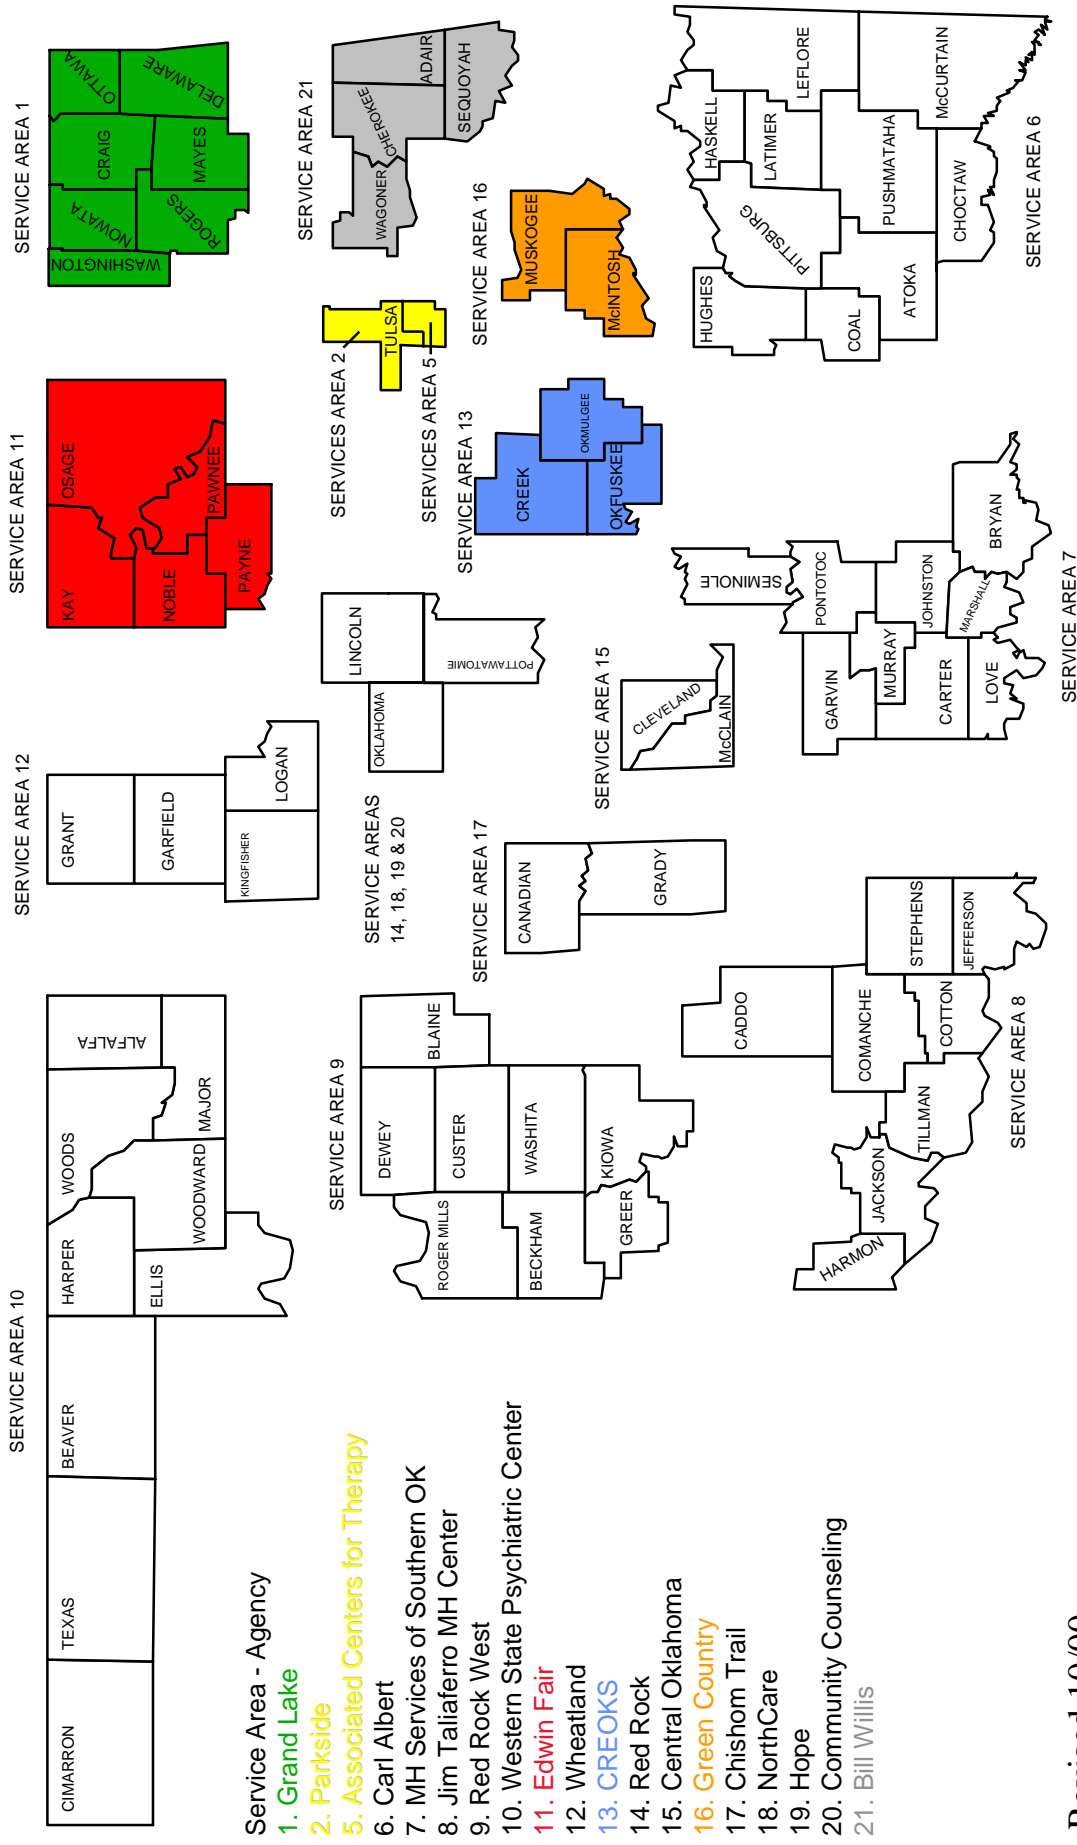 SERVICE AREA 10
CIMARRON
TEXAS
BEAVER
HARPER
WOODS
ALFALFA
ELLIS
WOODWARD
MAJOR
SERVICE AREA 12
GRANT
GARFIELD
KINGFISHER
LOGAN
SERVICE AREA 11
KAY
OSAGE
NOBLE
PAWNEE
PAYNE
SERVICE AREA 1
WASHINGTON
NOWATA
CRAIG
OTTAWA
ROGERS
MAYES
DELAWARE
SERVICE AREA 9
ROGER MILLS
DEWEY
BLAINE
CUSTER
BECKHAM
WASHITA
GREER
KIOWA
SERVICE AREAS
14, 18, 19 & 20
OKLAHOMA
LINCOLN
POTTAWATOMIE
SERVICES AREA 2
TULSA
SERVICES AREA 5
SERVICE AREA 21
WAGONER
CHEROKEE
ADAIR
SEQUOYAH
SERVICE AREA 17
CANADIAN
GRADY
SERVICE AREA 13
CREEK
OKMULGEE
OKFUSKEE
SERVICE AREA 16
MUSKOGEE
McINTOSH
SERVICE AREA 15
CLEVELAND
McCLAIN
SERVICE AREA 8
CADDO
COMANCHE
STEPHENS
HARMON
JACKSON
TILLMAN
COTTON
JEFFERSON
SERVICE AREA 7
SEMINOLE
GARVIN
PONTOTOC
MURRAY
JOHNSTON
CARTER
MARSHALL
LOVE
BRYAN
SERVICE AREA 6
HUGHES
PITTSBURG
HASKELL
LATIMER
LEFLORE
COAL
ATOKA
PUSHMATAHA
McCURTAIN
CHOCTAW
Service Area - Agency
1. Grand Lake
2. Parkside
5. Associated Centers for Therapy
6. Carl Albert
7. MH Services of Southern OK
8. Jim Taliaferro MH Center
9. Red Rock West
10. Western State Psychiatric Center
11. Edwin Fair
12. Wheatland
13. CREOKS
14. Red Rock
15. Central Oklahoma
16. Green Country
17. Chishom Trail
18. NorthCare
19. Hope
20. Community Counseling
21. Bill Willis
Revised 10/00